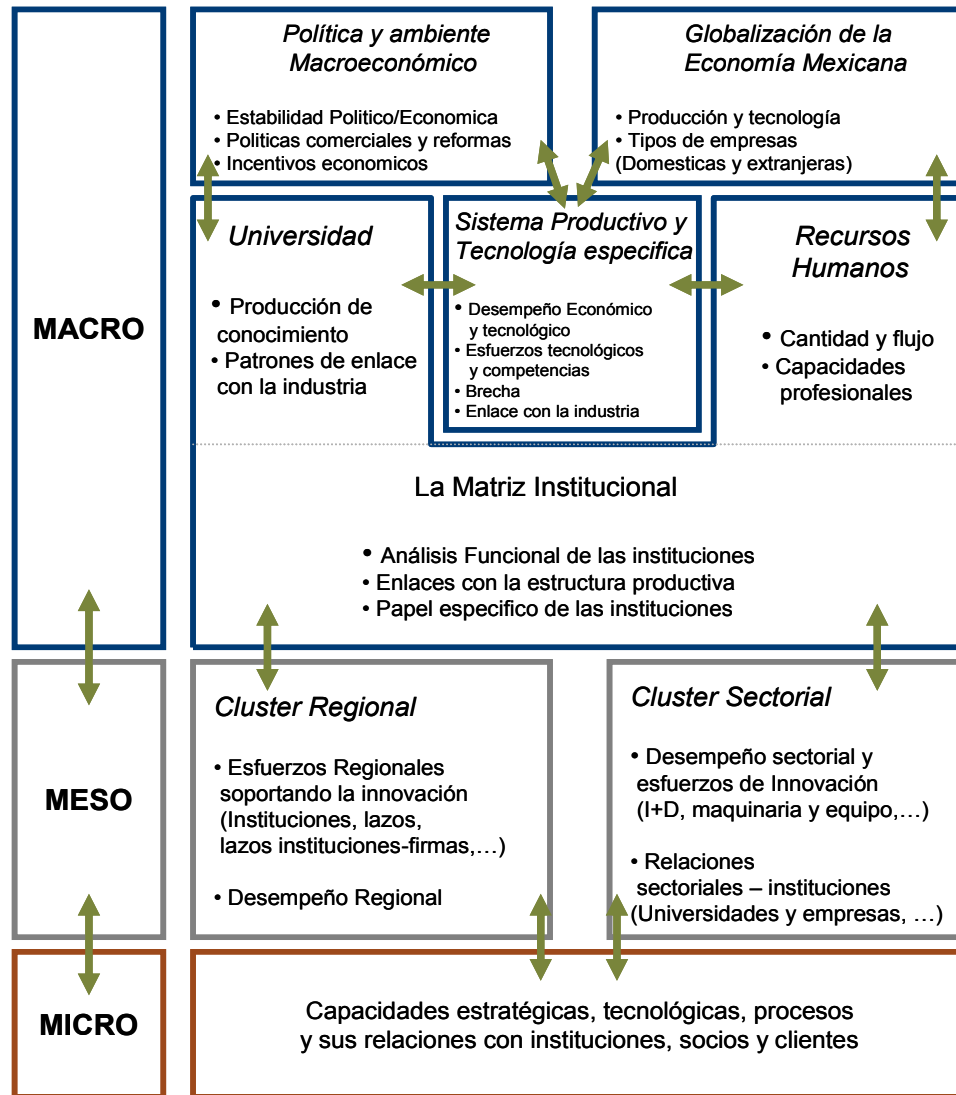 Política y ambiente
Macroeconómico
• Estabilidad Politico/Economica
• Politicas comerciales y reformas
• Incentivos economicos
Globalización de la
Economía Mexicana
• Producción y tecnología
• Tipos de empresas
(Domesticas y extranjeras)
MACRO
Universidad
• Producción de
conocimiento
• Patrones de enlace
con la industria
Sistema Productivo y
Tecnología especifica
• Desempeño Económico
y tecnológico
• Esfuerzos tecnológicos
y competencias
• Brecha
• Enlace con la industria
Recursos
Humanos
• Cantidad y flujo
• Capacidades
profesionales
La Matriz Institucional
• Análisis Funcional de las instituciones
• Enlaces con la estructura productiva
• Papel especifico de las instituciones
MESO
Cluster Regional
• Esfuerzos Regionales
soportando la innovación
(Instituciones, lazos,
lazos instituciones-firmas,…)
• Desempeño Regional
Cluster Sectorial
• Desempeño sectorial y
esfuerzos de Innovación
(I+D, maquinaria y equipo,…)
• Relaciones
sectoriales – instituciones
(Universidades y empresas, …)
MICRO
Capacidades estratégicas, tecnológicas, procesos
y sus relaciones con instituciones, socios y clientes